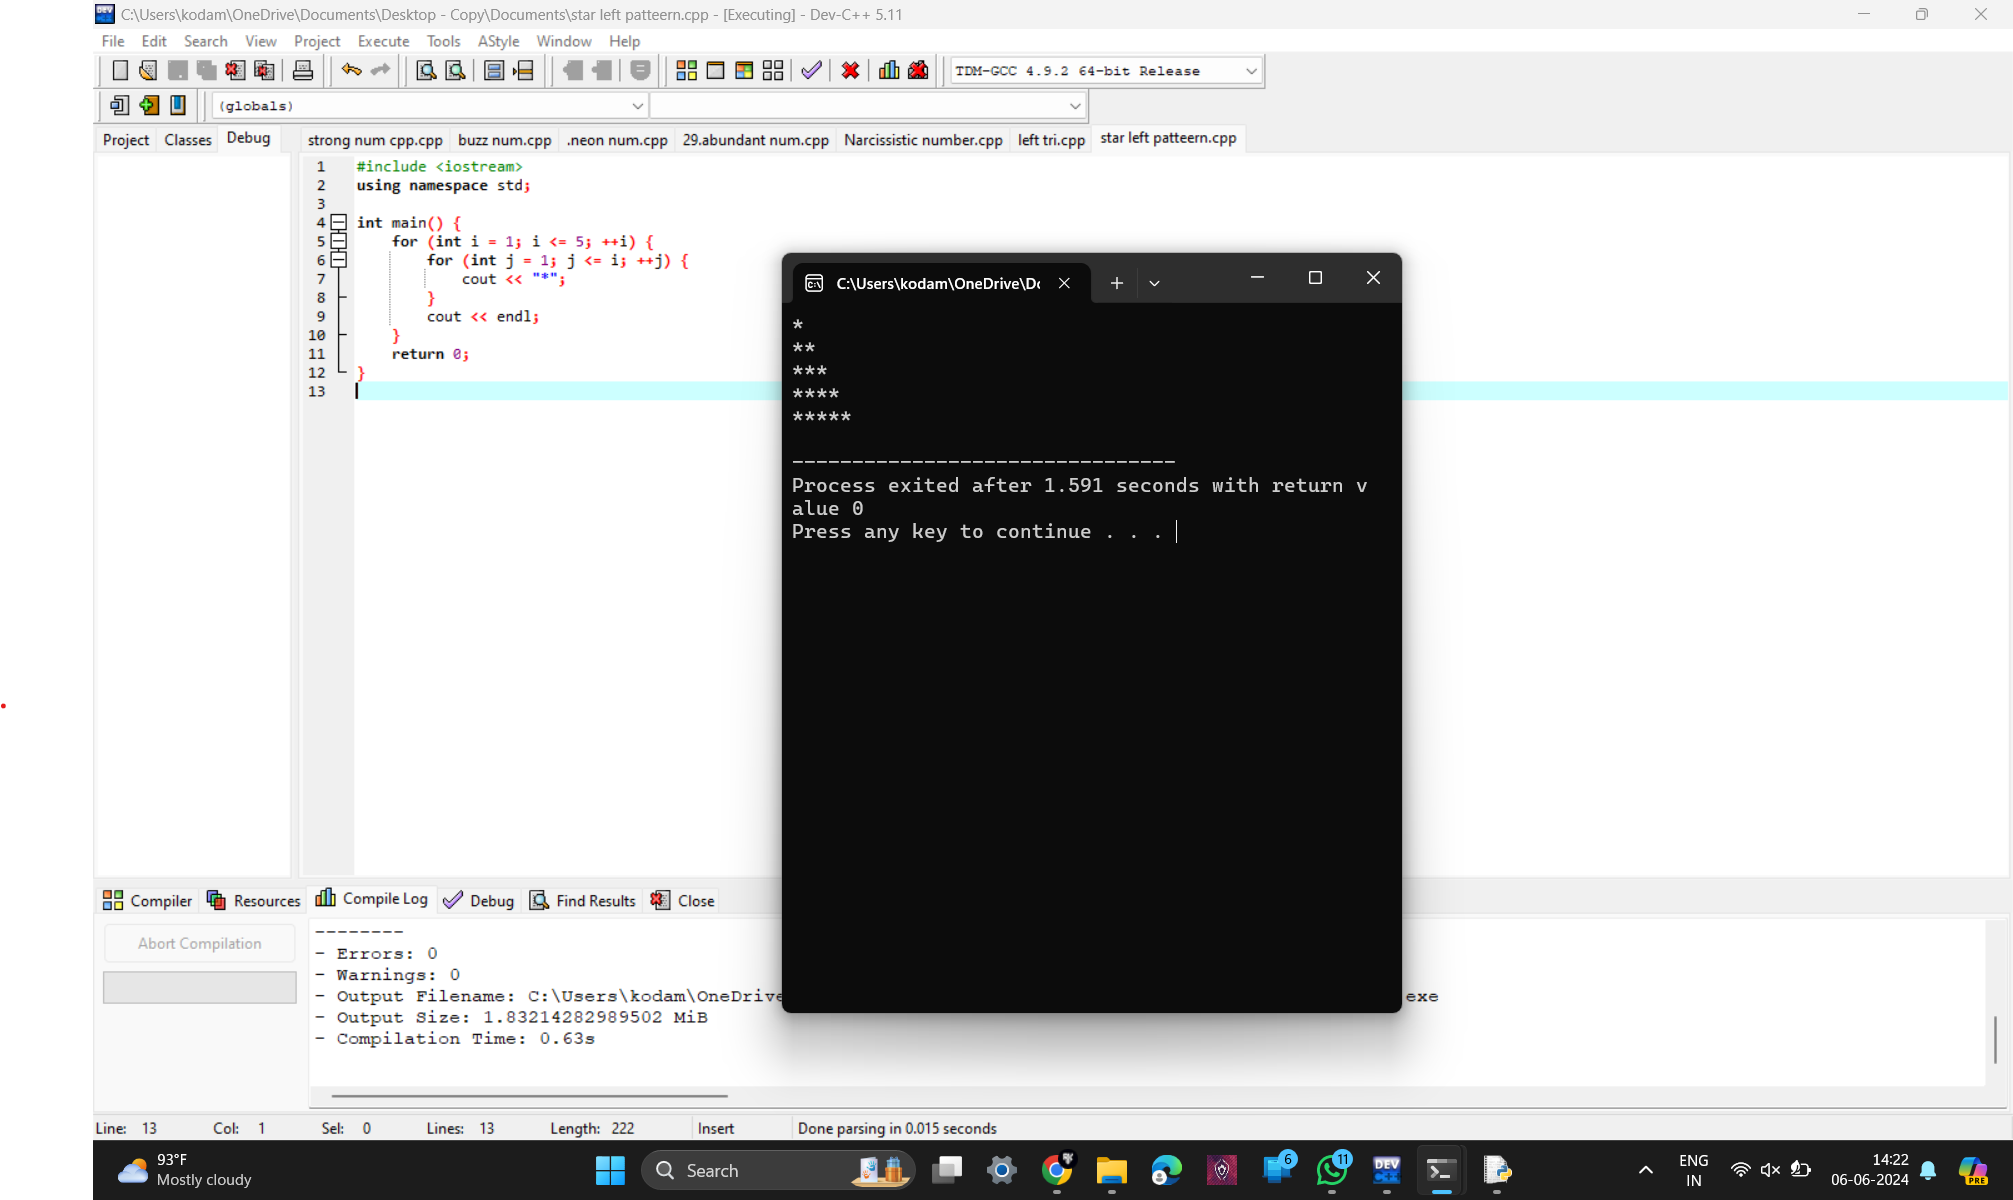 C:\Users\kodam\OneDrive\Documents\Desktop - Copy\Documents\star left patteern.cpp - [Executing] - Dev-C++ 5.11
File Edit Search View Project Execute Tools AStyle Window Help
TDM-GCC 4.9.2 64-bit Release
(globals)
Project Classes Debug
strong num cpp.cpp buzz num.cpp .neon num.cpp 29.abundant num.cpp Narcissistic number.cpp left tri.cpp star left patteern.cpp
1 #include <iostream>
2 using namespace std;
3
4 int main() {
5 for (int i = 1; i <= 5; ++i) {
6 for (int j = 1; j <= i; ++j) {
7 cout << "*";
8 }
9 cout << endl;
10 }
11 return 0;
12 }
13
C:\Users\kodam\OneDrive\Dc
*
**
***
****
*****
--------------------------------
Process exited after 1.591 seconds with return v
alue 0
Press any key to continue . . .
Compiler Resources Compile Log Debug Find Results Close
Abort Compilation
--------
- Errors: 0
- Warnings: 0
- Output Filename: C:\Users\kodam\OneDrive exe
- Output Size: 1.83214282989502 MiB
- Compilation Time: 0.63s
Line: 13 Col: 1 Sel: 0 Lines: 13 Length: 222 Insert Done parsing in 0.015 seconds
93°F
Mostly cloudy
Search
6
11
DEV
PRE
ENG
IN
14:22
06-06-2024